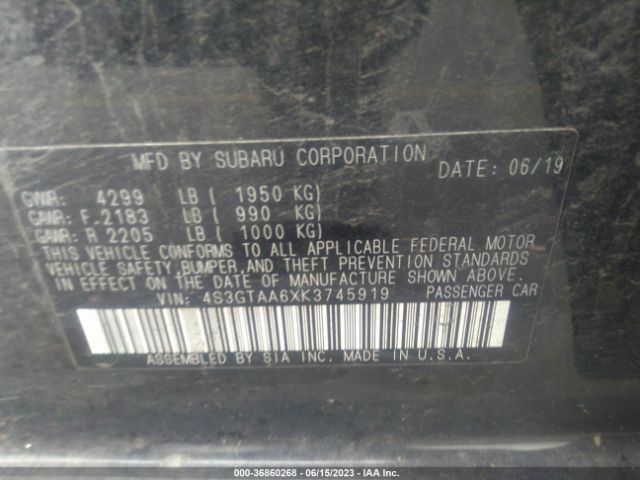 MFD BY SUBARU CORPORATION DATE: 06/19
GVWR: 4299 LB ( 1950 KG)
GAWR: F 2183 LB ( 990 KG)
GAWR: R 2205 LB ( 1000 KG)
THIS VEHICLE CONFORMS TO ALL APPLICABLE FEDERAL MOTOR
VEHICLE SAFETY, BUMPER, AND THEFT PREVENTION STANDARDS
IN EFFECT ON THE DATE OF MANUFACTURE SHOWN ABOVE.
VIN: 4S3GTAA6XK3745919 PASSENGER CAR
ASSEMBLED BY SIA INC. MADE IN U.S.A.
000-36860268 - 06/15/2023 - IAA Inc.